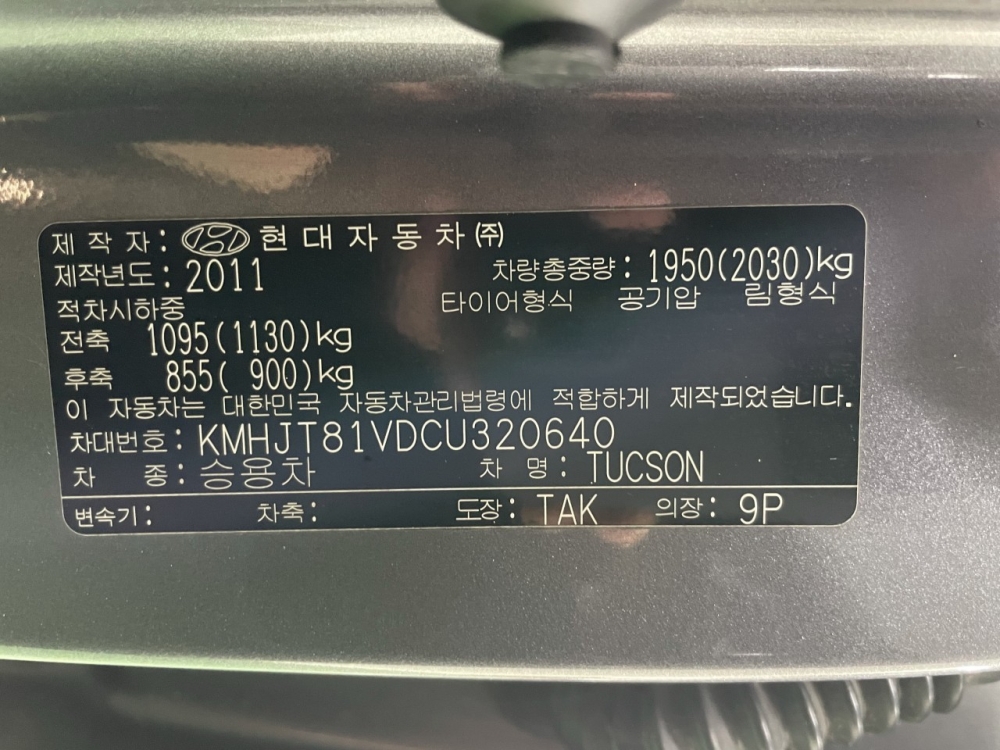 제 작 자 : 현 대 자 동 차 ㈜
제작년도 : 2011 차량총중량 : 1950(2030)kg
적차시하중 타이어형식 공기압 림형식
전축 1095(1130)kg
후축 855( 900)kg
이 자동차는 대한민국 자동차관리법령에 적합하게 제작되었습니다.
차대번호 : KMHJT81VDCU320640
차 종 : 승용차 차 명 : TUCSON
변속기 : 차축 : 도장 : TAK 의장 : 9P